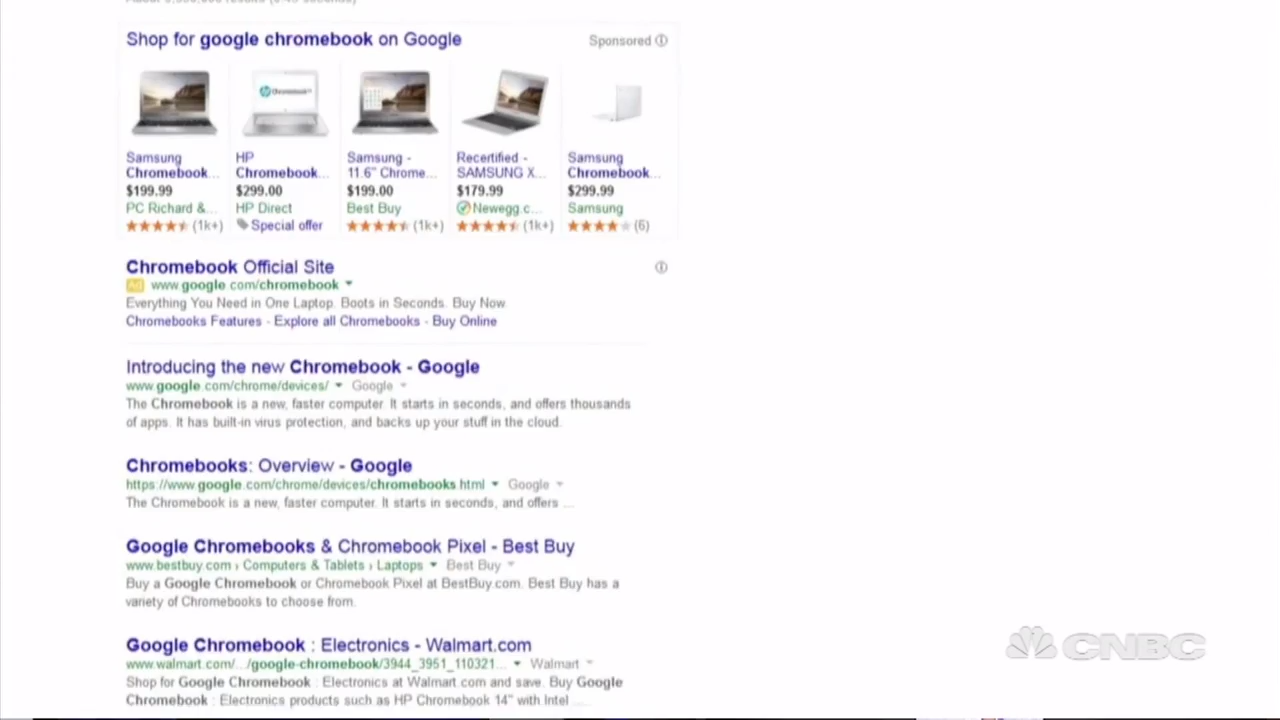 Shop for google chromebook on Google Sponsored
Samsung Chromebook... $199.99 PC Richard &... (1k+)
HP Chromebook... $299.00 HP Direct Special offer
Samsung - 11.6" Chrome... $199.00 Best Buy (1k+)
Recertified - SAMSUNG X... $179.99 Newegg.c... (1k+)
Samsung Chromebook... $299.99 Samsung (6)
Chromebook Official Site
Ad www.google.com/chromebook
Everything You Need in One Laptop. Boots in Seconds. Buy Now.
Chromebooks Features - Explore all Chromebooks - Buy Online
Introducing the new Chromebook - Google
www.google.com/chrome/devices/ Google
The Chromebook is a new, faster computer. It starts in seconds, and offers thousands
of apps. It has built-in virus protection, and backs up your stuff in the cloud.
Chromebooks: Overview - Google
https://www.google.com/chrome/devices/chromebooks.html Google
The Chromebook is a new, faster computer. It starts in seconds, and offers ...
Google Chromebooks & Chromebook Pixel - Best Buy
www.bestbuy.com › Computers & Tablets › Laptops Best Buy
Buy a Google Chromebook or Chromebook Pixel at BestBuy.com. Best Buy has a
variety of Chromebooks to choose from.
Google Chromebook : Electronics - Walmart.com
www.walmart.com/.../google-chromebook/3944_3951_110321... Walmart
Shop for Google Chromebook : Electronics at Walmart.com and save. Buy Google
Chromebook : Electronics products such as HP Chromebook 14" with Intel ...
CNBC